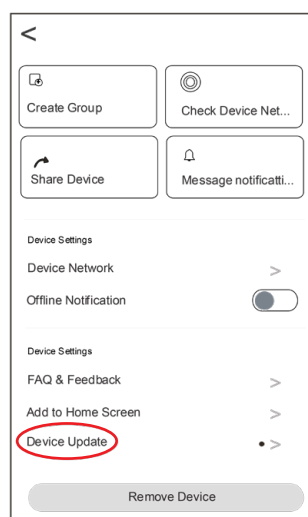 Create Group
Check Device Net...
Share Device
Message notificatti...
Device Settings
Device Network
Offline Notification
Device Settings
FAQ & Feedback
Add to Home Screen
Device Update
Remove Device